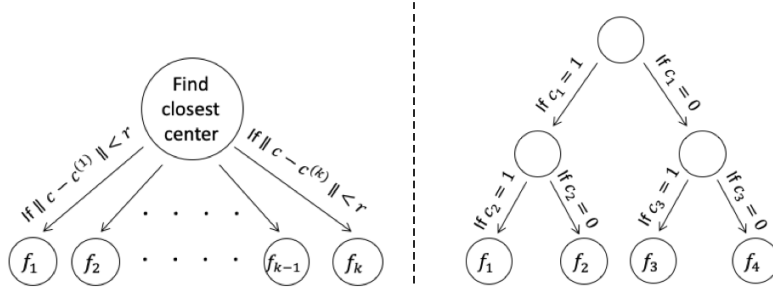 Find
closest
center
If ‖ c − c⁽¹⁾ ‖ < r
If ‖ c − c⁽ᵏ⁾ ‖ < r
. . . .
. . . .
f₁
f₂
fₖ₋₁
fₖ
If c₁ = 1
If c₁ = 0
If c₂ = 1
If c₂ = 0
If c₃ = 1
If c₃ = 0
f₁
f₂
f₃
f₄